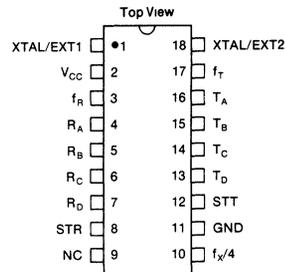 Top View
XTAL/EXT1 1 18 XTAL/EXT2
VCC 2 17 fT
fR 3 16 TA
RA 4 15 TB
RB 5 14 TC
RC 6 13 TD
RD 7 12 STT
STR 8 11 GND
NC 9 10 fX/4